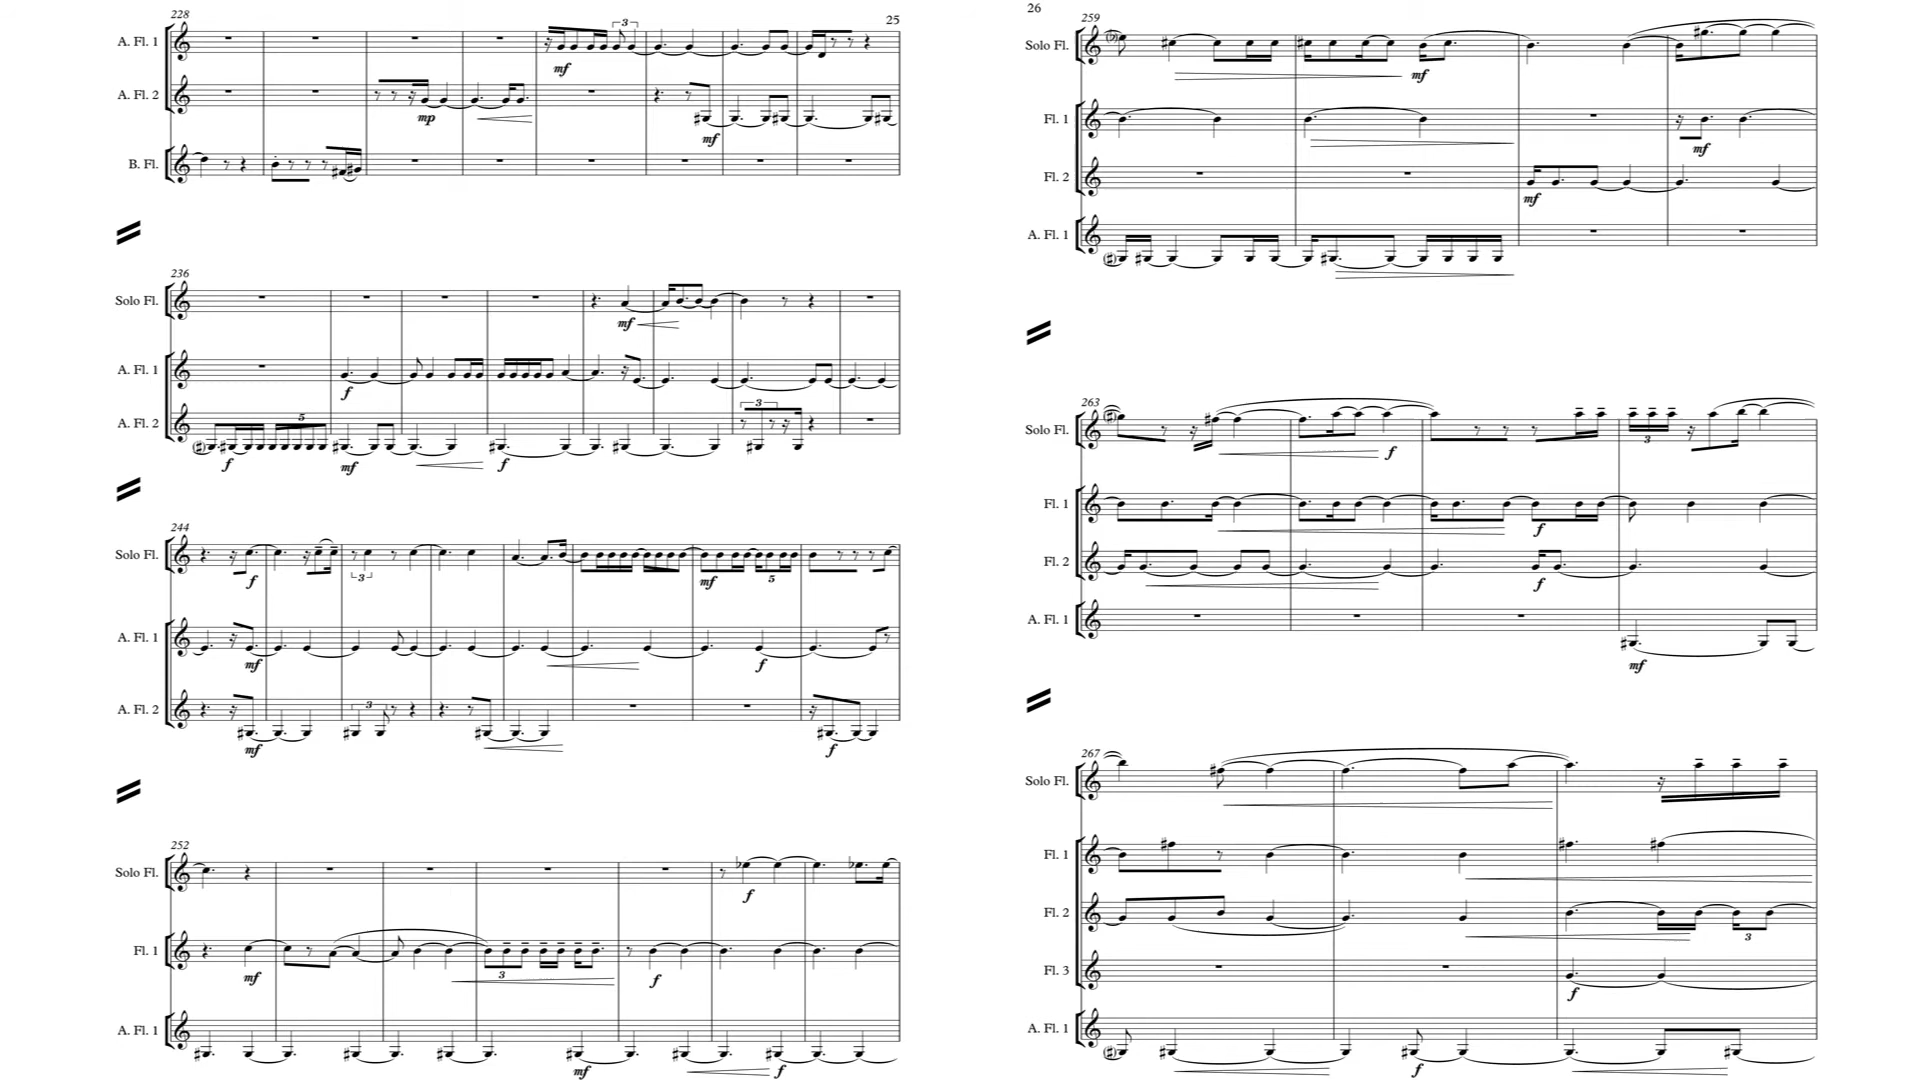 228
25
A. Fl. 1
3
mf
A. Fl. 2
mp
mf
B. Fl.
236
Solo Fl.
mf
A. Fl. 1
f
A. Fl. 2
5
3
f
mf
f
244
Solo Fl.
f
3
mf
5
A. Fl. 1
mf
f
A. Fl. 2
3
mf
f
252
Solo Fl.
f
Fl. 1
mf
3
f
A. Fl. 1
mf
f
26
259
Solo Fl.
mf
Fl. 1
mf
Fl. 2
mf
A. Fl. 1
263
Solo Fl.
f
3
Fl. 1
f
Fl. 2
f
A. Fl. 1
mf
267
Solo Fl.
Fl. 1
Fl. 2
3
Fl. 3
f
A. Fl. 1
f